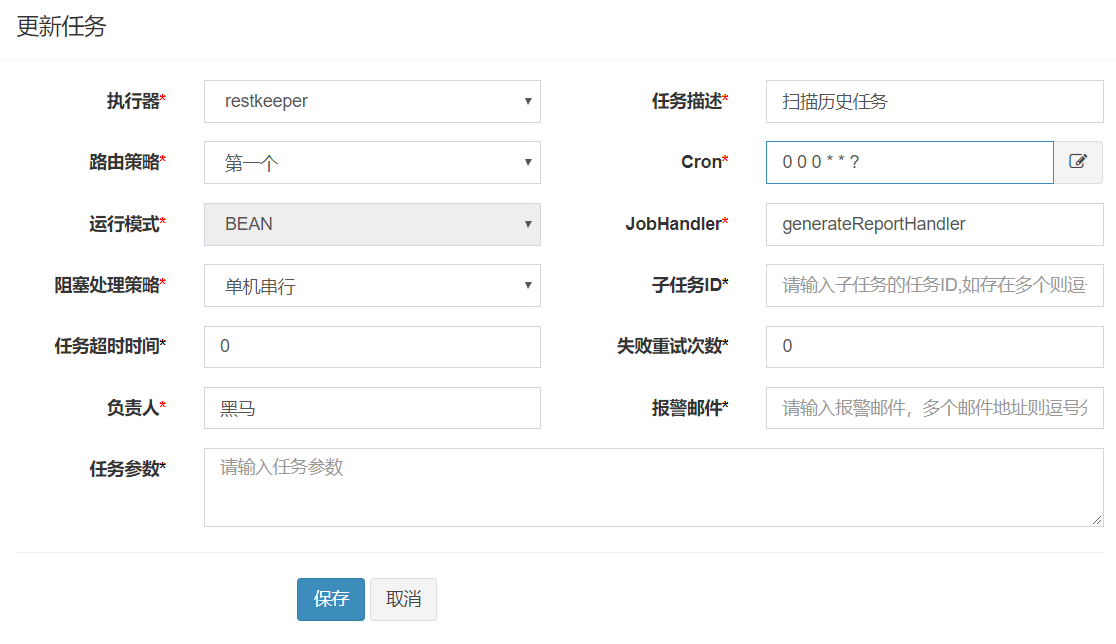 更新任务
执行器* restkeeper 任务描述* 扫描历史任务
路由策略* 第一个 Cron* 0 0 0 * * ?
运行模式* BEAN JobHandler* generateReportHandler
阻塞处理策略* 单机串行 子任务ID* 请输入子任务的任务ID,如存在多个则逗
任务超时时间* 0 失败重试次数* 0
负责人* 黑马 报警邮件* 请输入报警邮件，多个邮件地址则逗号分
任务参数* 请输入任务参数
保存 取消